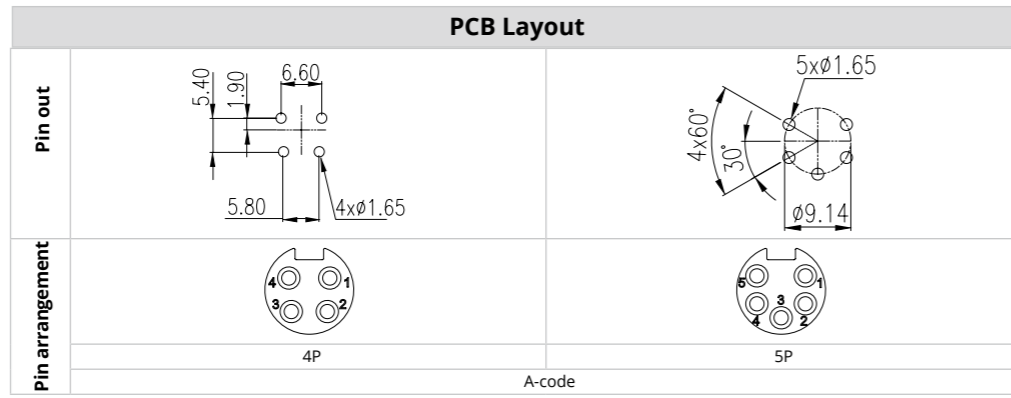 PCB Layout
Pin out
5.40
1.90
6.60
5.80
4xø1.65
5xø1.65
4x60°
30°
ø9.14
Pin arrangement
4
1
3
2
5
1
3
4
2
4P
5P
A-code